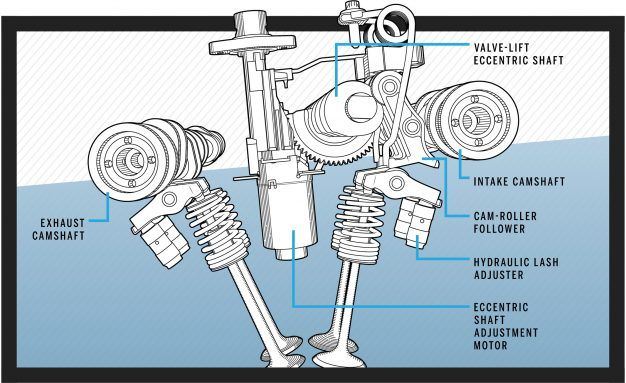 VALVE-LIFT
ECCENTRIC SHAFT
INTAKE CAMSHAFT
EXHAUST
CAMSHAFT
CAM-ROLLER
FOLLOWER
HYDRAULIC LASH
ADJUSTER
ECCENTRIC
SHAFT
ADJUSTMENT
MOTOR